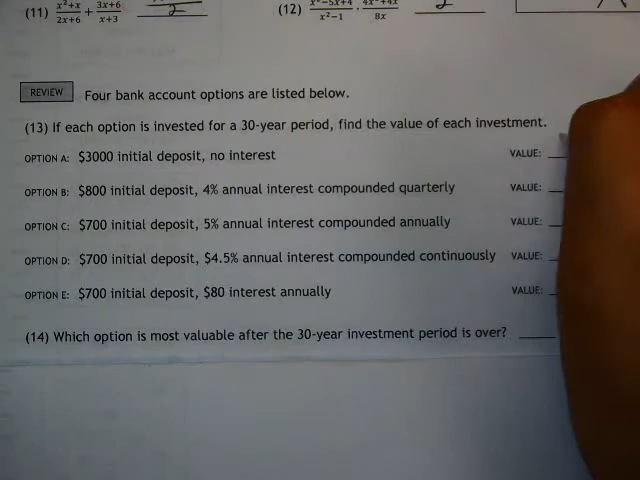 (11) x²+x/2x+6 + 3x+6/x+3 2
(12) x²-5x+4/x²-1 · 4x²+4x/8x
REVIEW Four bank account options are listed below.
(13) If each option is invested for a 30-year period, find the value of each investment.
OPTION A: $3000 initial deposit, no interest VALUE:
OPTION B: $800 initial deposit, 4% annual interest compounded quarterly VALUE:
OPTION C: $700 initial deposit, 5% annual interest compounded annually VALUE:
OPTION D: $700 initial deposit, $4.5% annual interest compounded continuously VALUE:
OPTION E: $700 initial deposit, $80 interest annually VALUE:
(14) Which option is most valuable after the 30-year investment period is over?